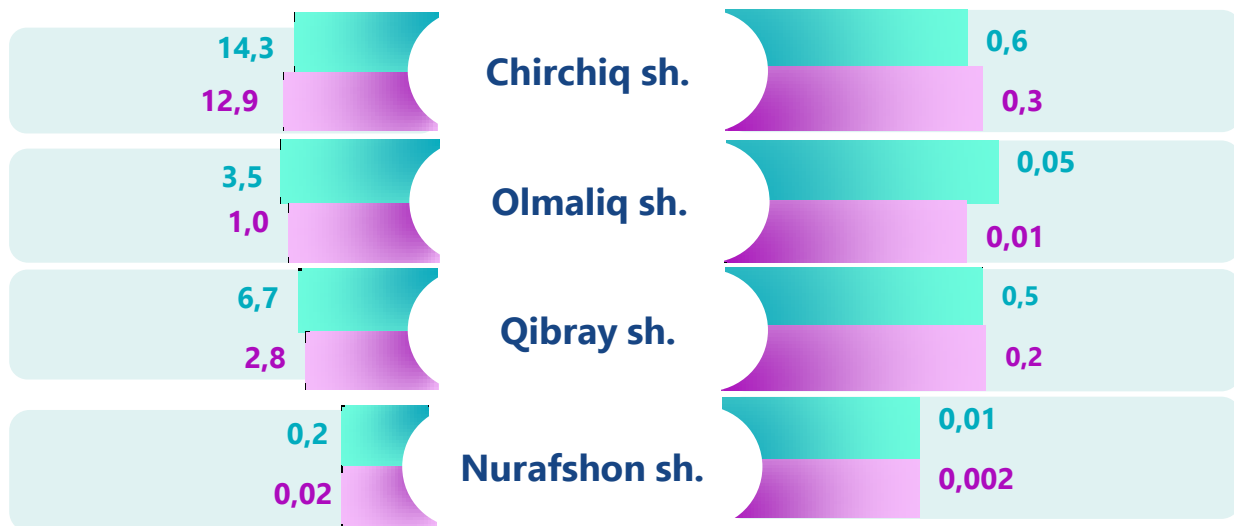 14,3 Chirchiq sh. 0,6
12,9 0,3
3,5 Olmaliq sh. 0,05
1,0 0,01
6,7 Qibray sh. 0,5
2,8 0,2
0,2 Nurafshon sh. 0,01
0,02 0,002